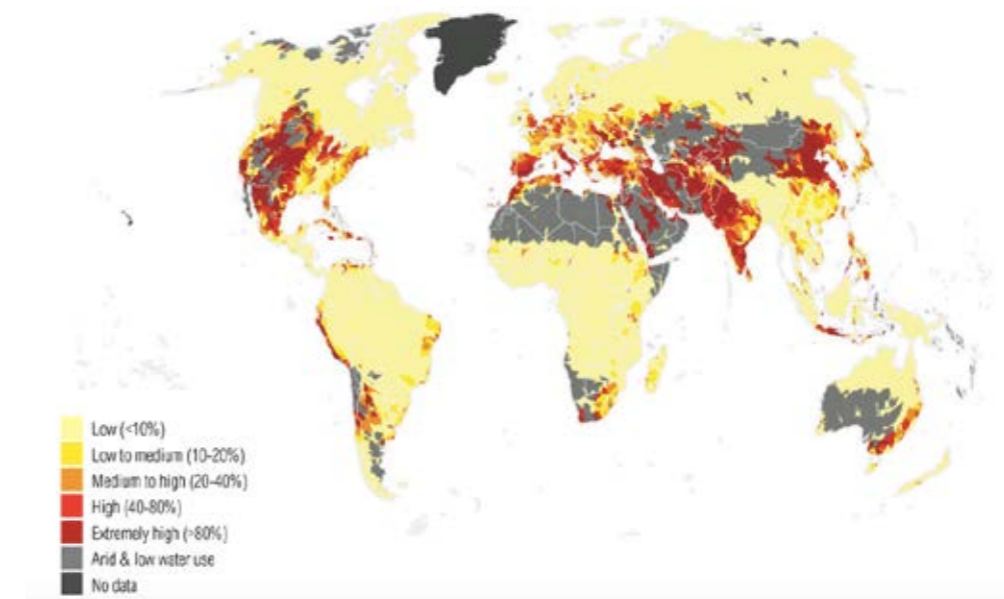 Low (<10%)
Low to medium (10-20%)
Medium to high (20-40%)
High (40-80%)
Extremely high (>80%)
Arid & low water use
No data